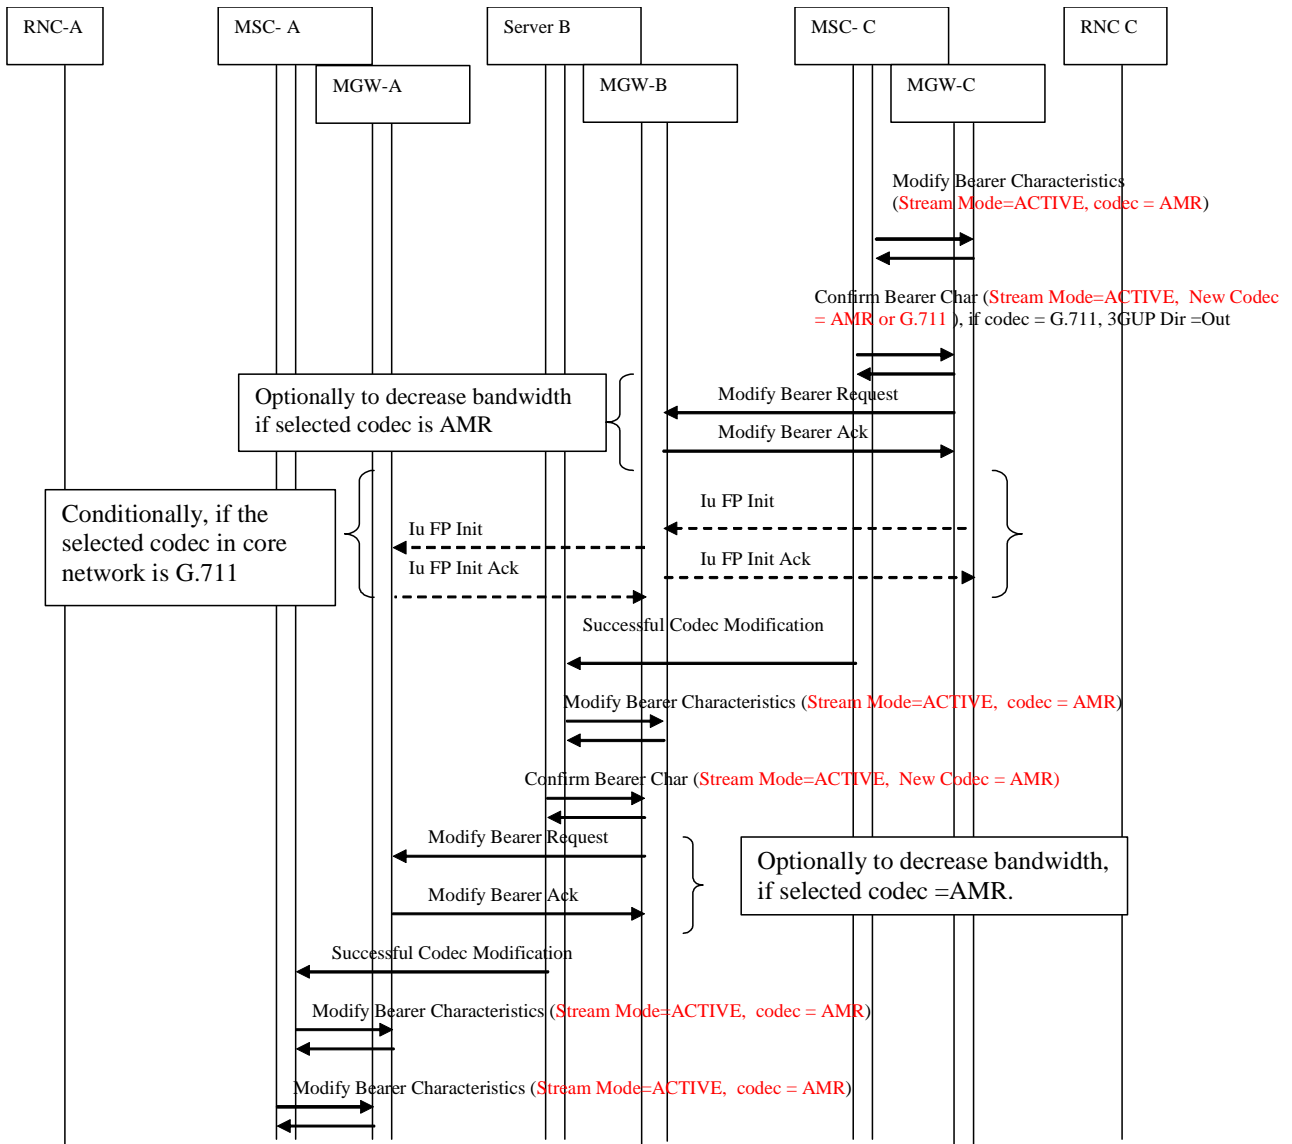 RNC-A
MSC- A
Server B
MSC- C
RNC C
MGW-A
MGW-B
MGW-C
Modify Bearer Characteristics
(Stream Mode=ACTIVE, codec = AMR)
Confirm Bearer Char (Stream Mode=ACTIVE, New Codec
= AMR or G.711 ), if codec = G.711, 3GUP Dir =Out
Optionally to decrease bandwidth
if selected codec is AMR
Modify Bearer Request
Modify Bearer Ack
Conditionally, if the
selected codec in core
network is G.711
Iu FP Init
Iu FP Init
Iu FP Init Ack
Iu FP Init Ack
Successful Codec Modification
Modify Bearer Characteristics (Stream Mode=ACTIVE, codec = AMR)
Confirm Bearer Char (Stream Mode=ACTIVE, New Codec = AMR)
Modify Bearer Request
Optionally to decrease bandwidth,
if selected codec =AMR.
Modify Bearer Ack
Successful Codec Modification
Modify Bearer Characteristics (Stream Mode=ACTIVE, codec = AMR)
Modify Bearer Characteristics (Stream Mode=ACTIVE, codec = AMR)